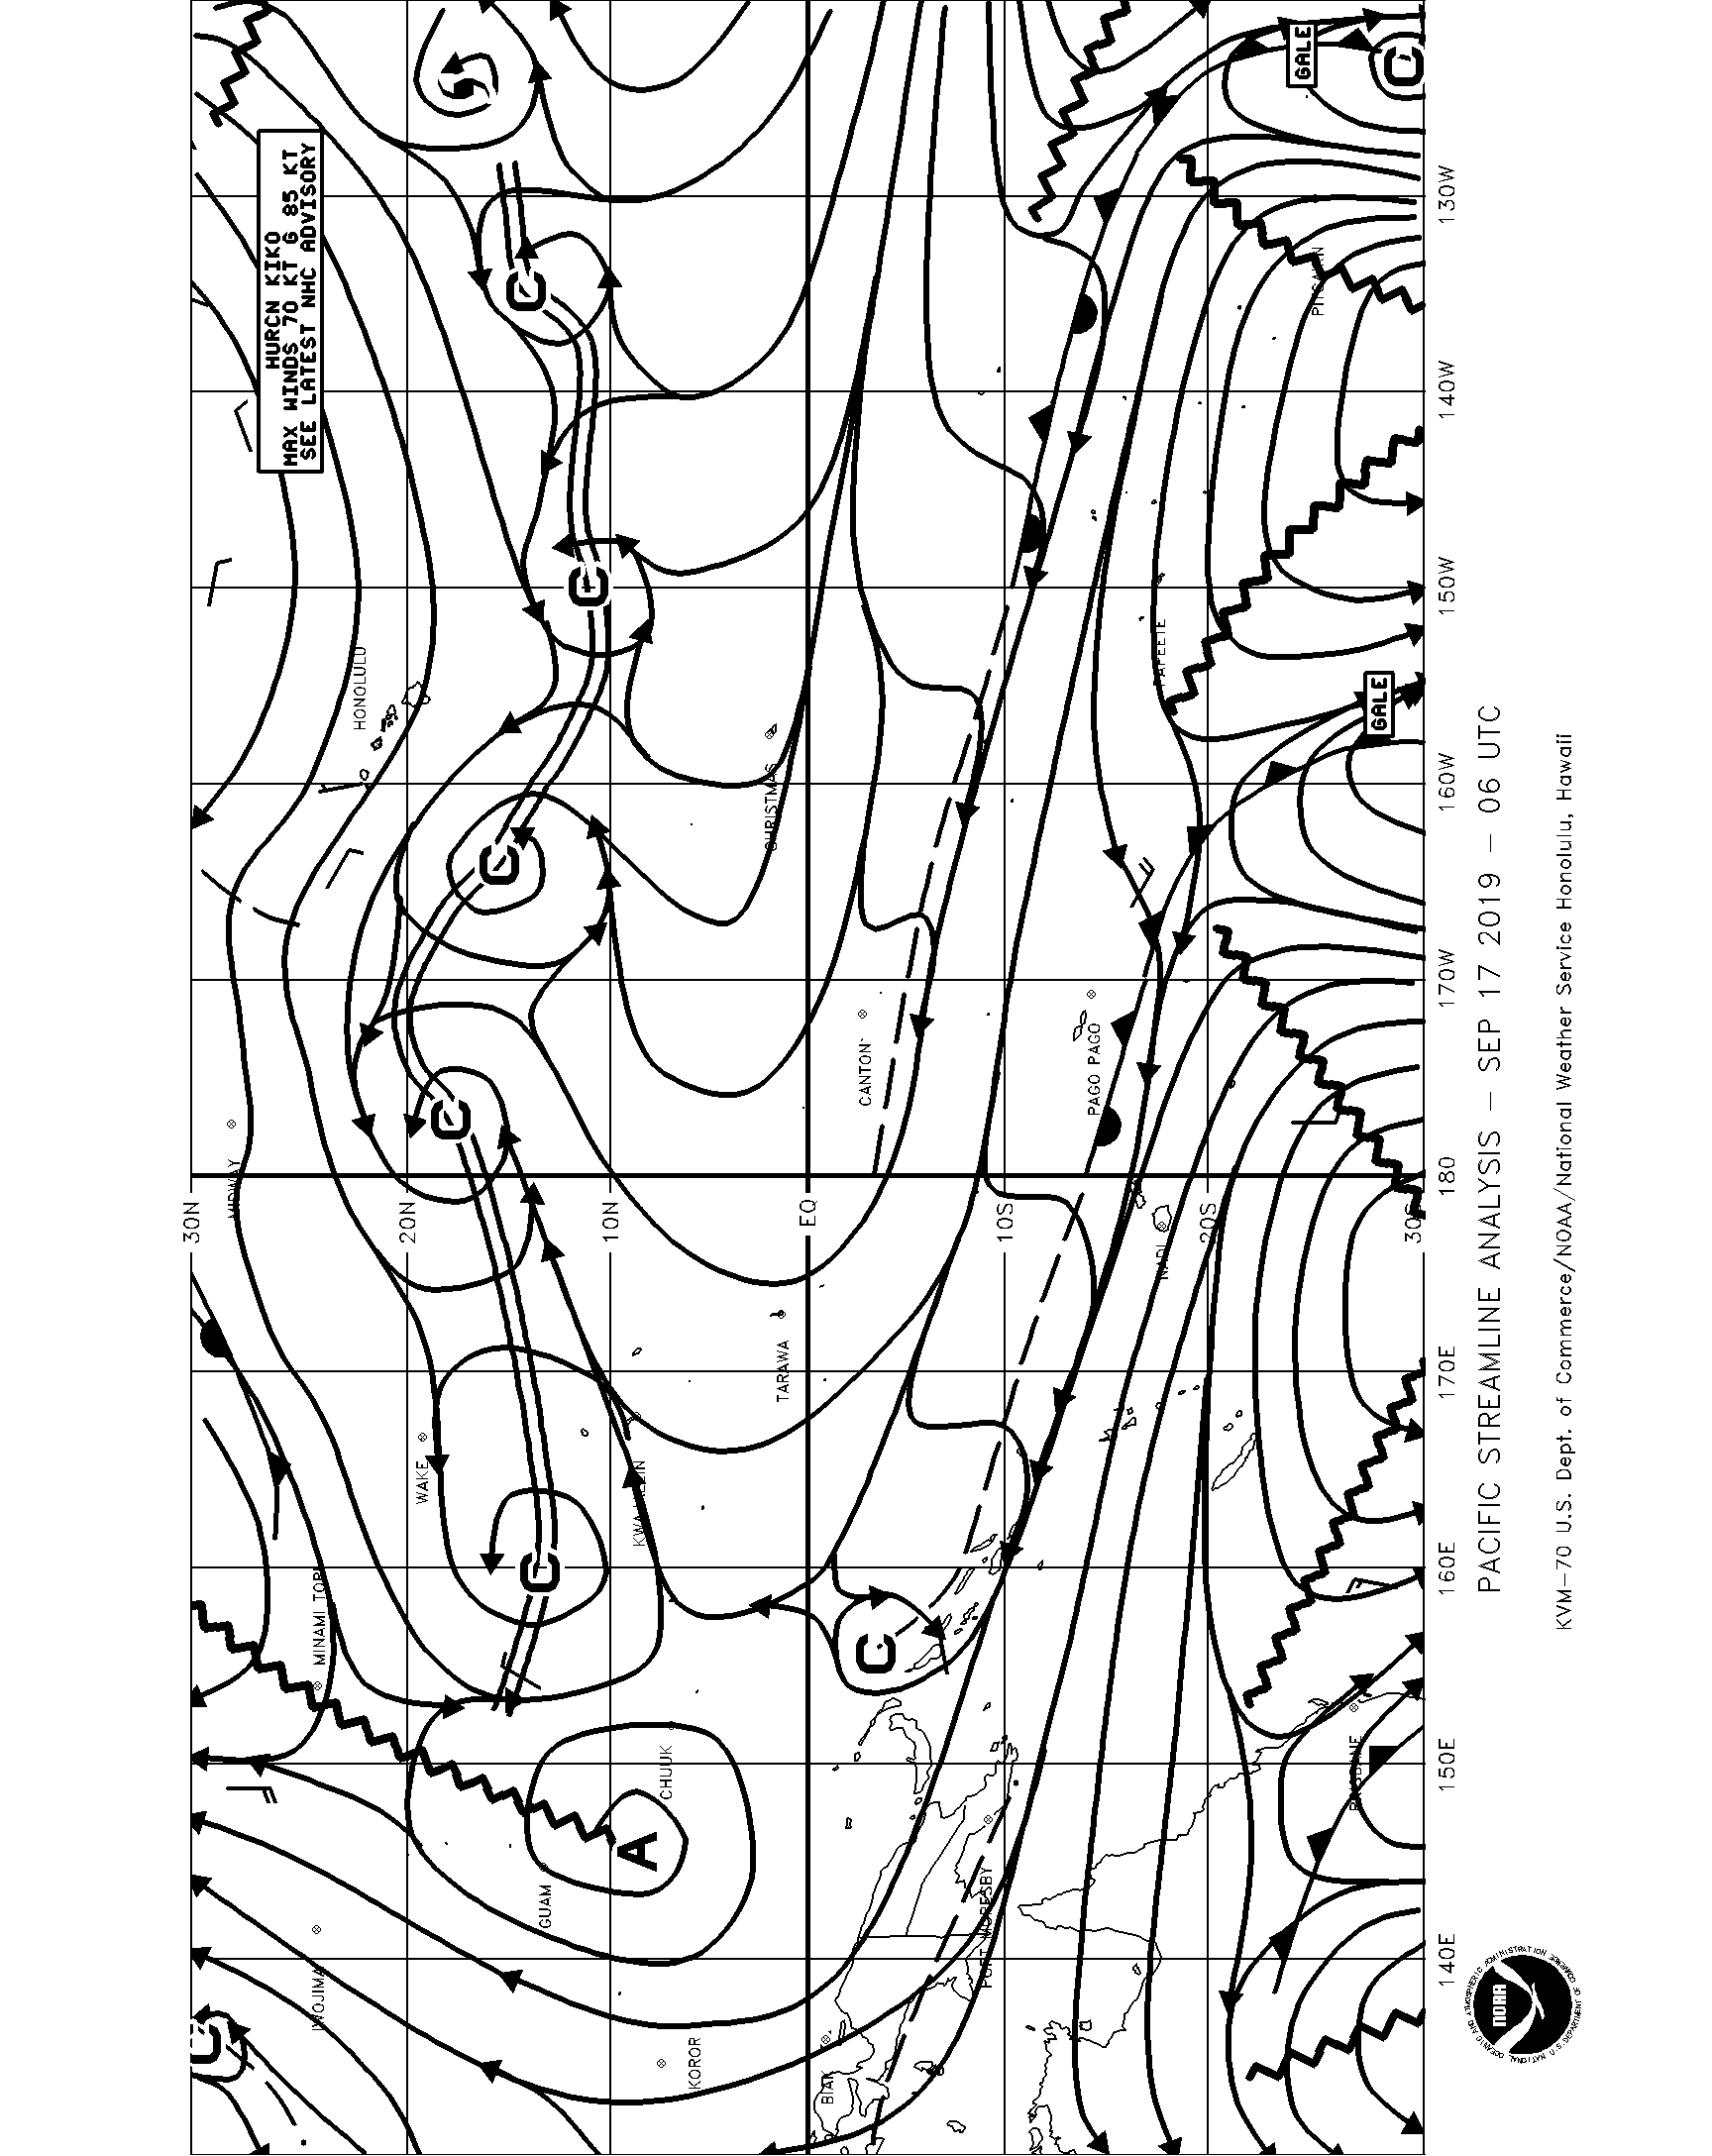 HURCN KIKO
MAX WINDS 70 KT G 85 KT
SEE LATEST NHC ADVISORY
GALE
GALE
C
C
C
C
C
C
C
C
A
HONOLULU
MIDWAY
WAKE
MINAMI TORI
IWOJIMA
GUAM
CHUUK
KOROR
BIAK
KWAJALEIN
TARAWA
CHRISTMAS
CANTON
PAGO PAGO
PAPEETE
PITCAIRN
NADI
PORT MORESBY
BRISBANE
30N
20N
10N
EQ
10S
20S
30S
140E
150E
160E
170E
180
170W
160W
150W
140W
130W
PACIFIC STREAMLINE ANALYSIS – SEP 17 2019 – 06 UTC
KVM–70 U.S. Dept. of Commerce/NOAA/National Weather Service Honolulu, Hawaii
NOAA
NATIONAL OCEANIC AND ATMOSPHERIC ADMINISTRATION
U.S. DEPARTMENT OF COMMERCE